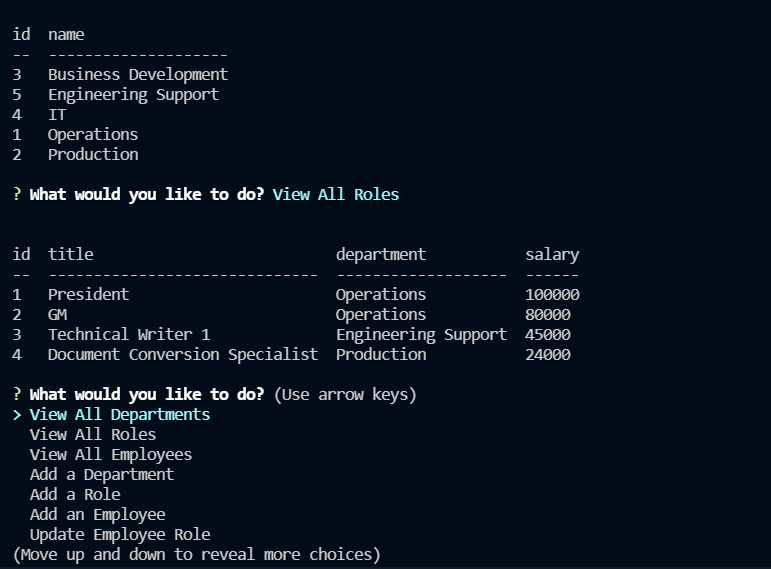 id  name
--  --------------------
3   Business Development
5   Engineering Support
4   IT
1   Operations
2   Production
? What would you like to do? View All Roles
id  title                           department           salary
--  ------------------------------  -------------------  ------
1   President                       Operations           100000
2   GM                              Operations           80000
3   Technical Writer 1              Engineering Support  45000
4   Document Conversion Specialist  Production           24000
? What would you like to do? (Use arrow keys)
> View All Departments
  View All Roles
  View All Employees
  Add a Department
  Add a Role
  Add an Employee
  Update Employee Role
(Move up and down to reveal more choices)